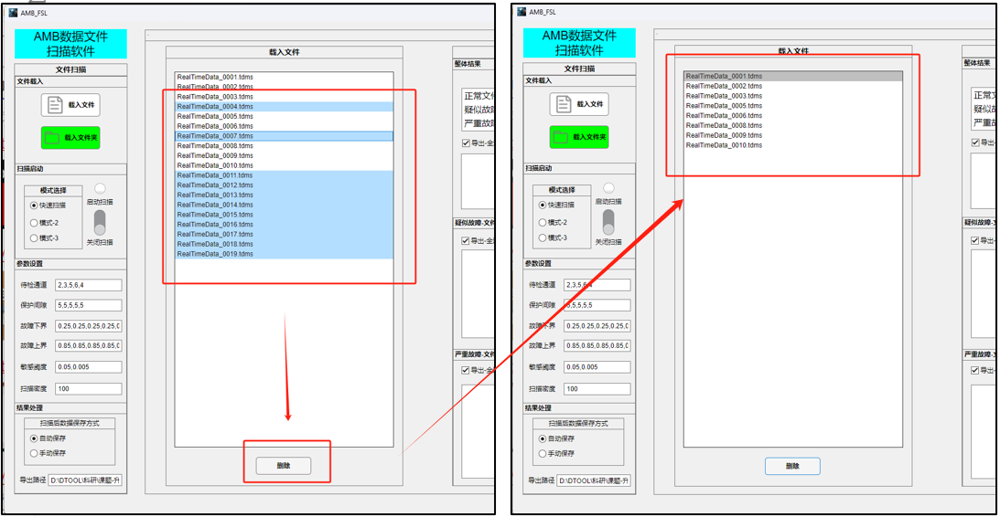 AMB_FSL
AMB数据文件
扫描软件
文件扫描
文件载入
载入文件
载入文件夹
扫描启动
模式选择
快速扫描
模式-2
模式-3
启动扫描
关闭扫描
参数设置
待检通道 2,3,5,6,4
保护间隙 5,5,5,5,5
故障下界 0.25,0.25,0.25,0.25,0
故障上界 0.85,0.85,0.85,0.85,0
敏感阈度 0.05,0.005
扫描密度 100
结果处理
扫描后数据保存方式
自动保存
手动保存
导出路径 D:\DTOOL\科研\课题-升
载入文件
RealTimeData_0001.tdms
RealTimeData_0002.tdms
RealTimeData_0003.tdms
RealTimeData_0004.tdms
RealTimeData_0005.tdms
RealTimeData_0006.tdms
RealTimeData_0007.tdms
RealTimeData_0008.tdms
RealTimeData_0009.tdms
RealTimeData_0010.tdms
RealTimeData_0011.tdms
RealTimeData_0012.tdms
RealTimeData_0013.tdms
RealTimeData_0014.tdms
RealTimeData_0015.tdms
RealTimeData_0016.tdms
RealTimeData_0017.tdms
RealTimeData_0018.tdms
RealTimeData_0019.tdms
删除
整体结果
正常文件
疑似故障
严重故障
导出-全
疑似故障-文
导出-全
严重故障-文件
导出-全
AMB_FSL
AMB数据文件
扫描软件
文件扫描
文件载入
载入文件
载入文件夹
扫描启动
模式选择
快速扫描
模式-2
模式-3
启动扫描
关闭扫描
参数设置
待检通道 2,3,5,6,4
保护间隙 5,5,5,5,5
故障下界 0.25,0.25,0.25,0.25,0
故障上界 0.85,0.85,0.85,0.85,0
敏感阈度 0.05,0.005
扫描密度 100
结果处理
扫描后数据保存方式
自动保存
手动保存
导出路径 D:\DTOOL\科研\课题-升
载入文件
RealTimeData_0001.tdms
RealTimeData_0002.tdms
RealTimeData_0003.tdms
RealTimeData_0005.tdms
RealTimeData_0006.tdms
RealTimeData_0008.tdms
RealTimeData_0009.tdms
RealTimeData_0010.tdms
删除
整体结果
正常文
疑似故
严重故
导出-全
疑似故障-文
导出-全
严重故障-文
导出-全